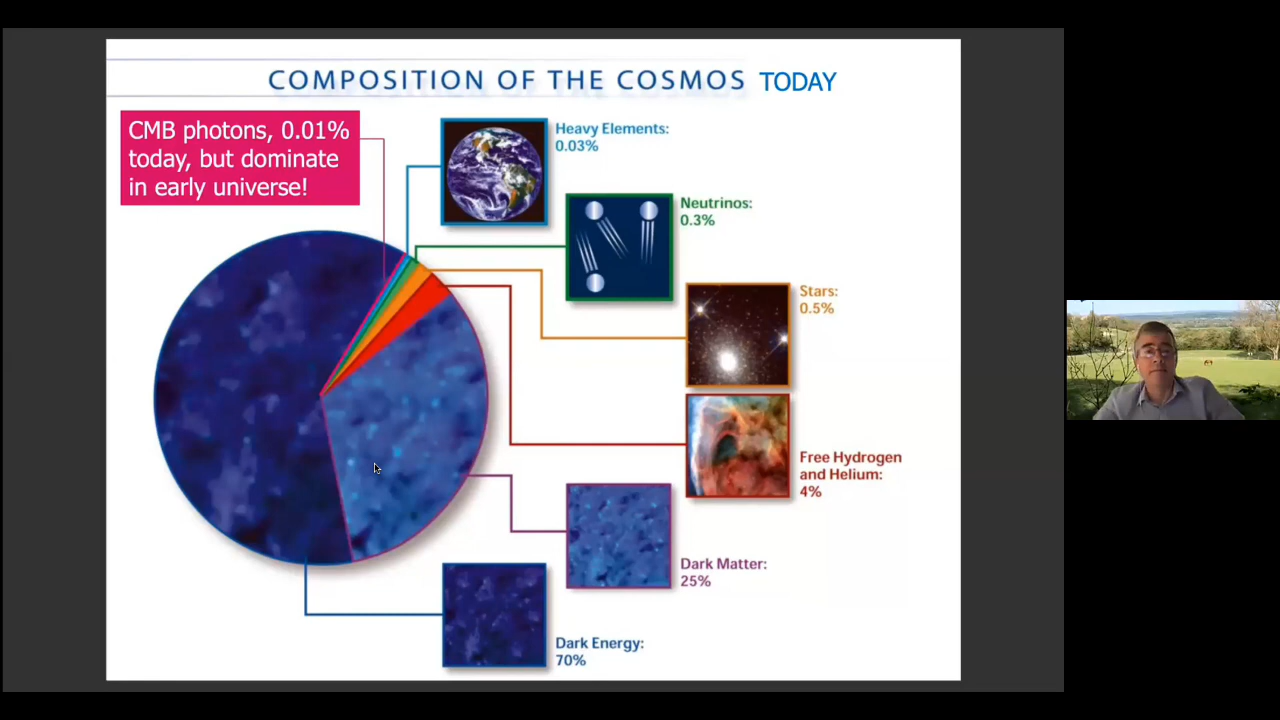 COMPOSITION OF THE COSMOS TODAY
CMB photons, 0.01%
today, but dominate
in early universe!
Heavy Elements:
0.03%
Neutrinos:
0.3%
Stars:
0.5%
Free Hydrogen
and Helium:
4%
Dark Matter:
25%
Dark Energy:
70%